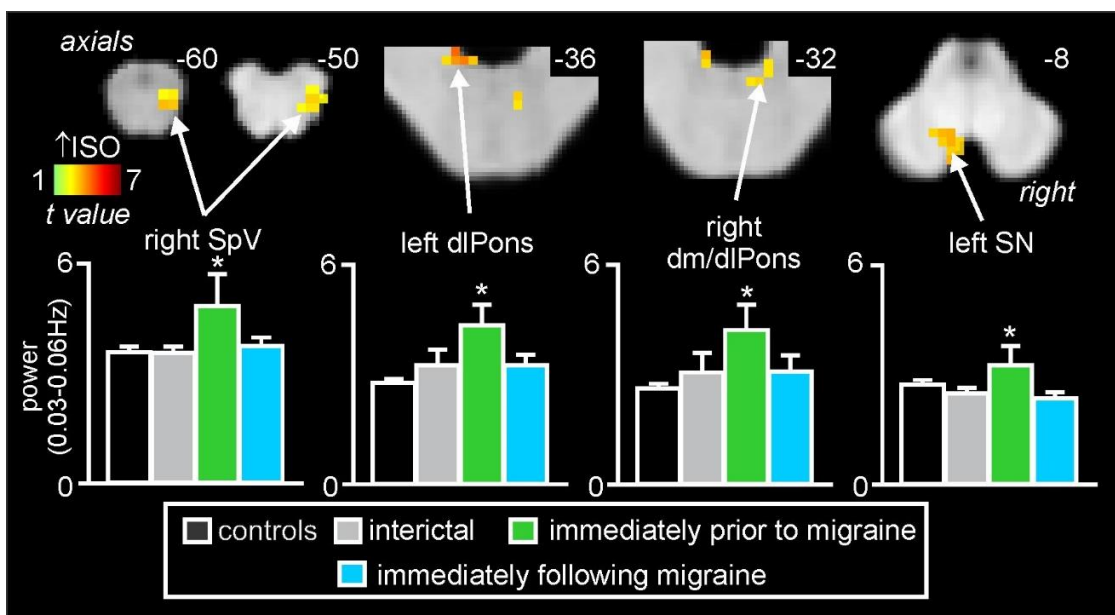 axials
-60
-50
-36
-32
-8
↑ISO
1 7
t value
right
right SpV
left dlPons
right
dm/dlPons
left SN
6
6
6
6
*
*
*
*
power
(0.03-0.06Hz)
0
0
0
0
controls interictal immediately prior to migraine
immediately following migraine